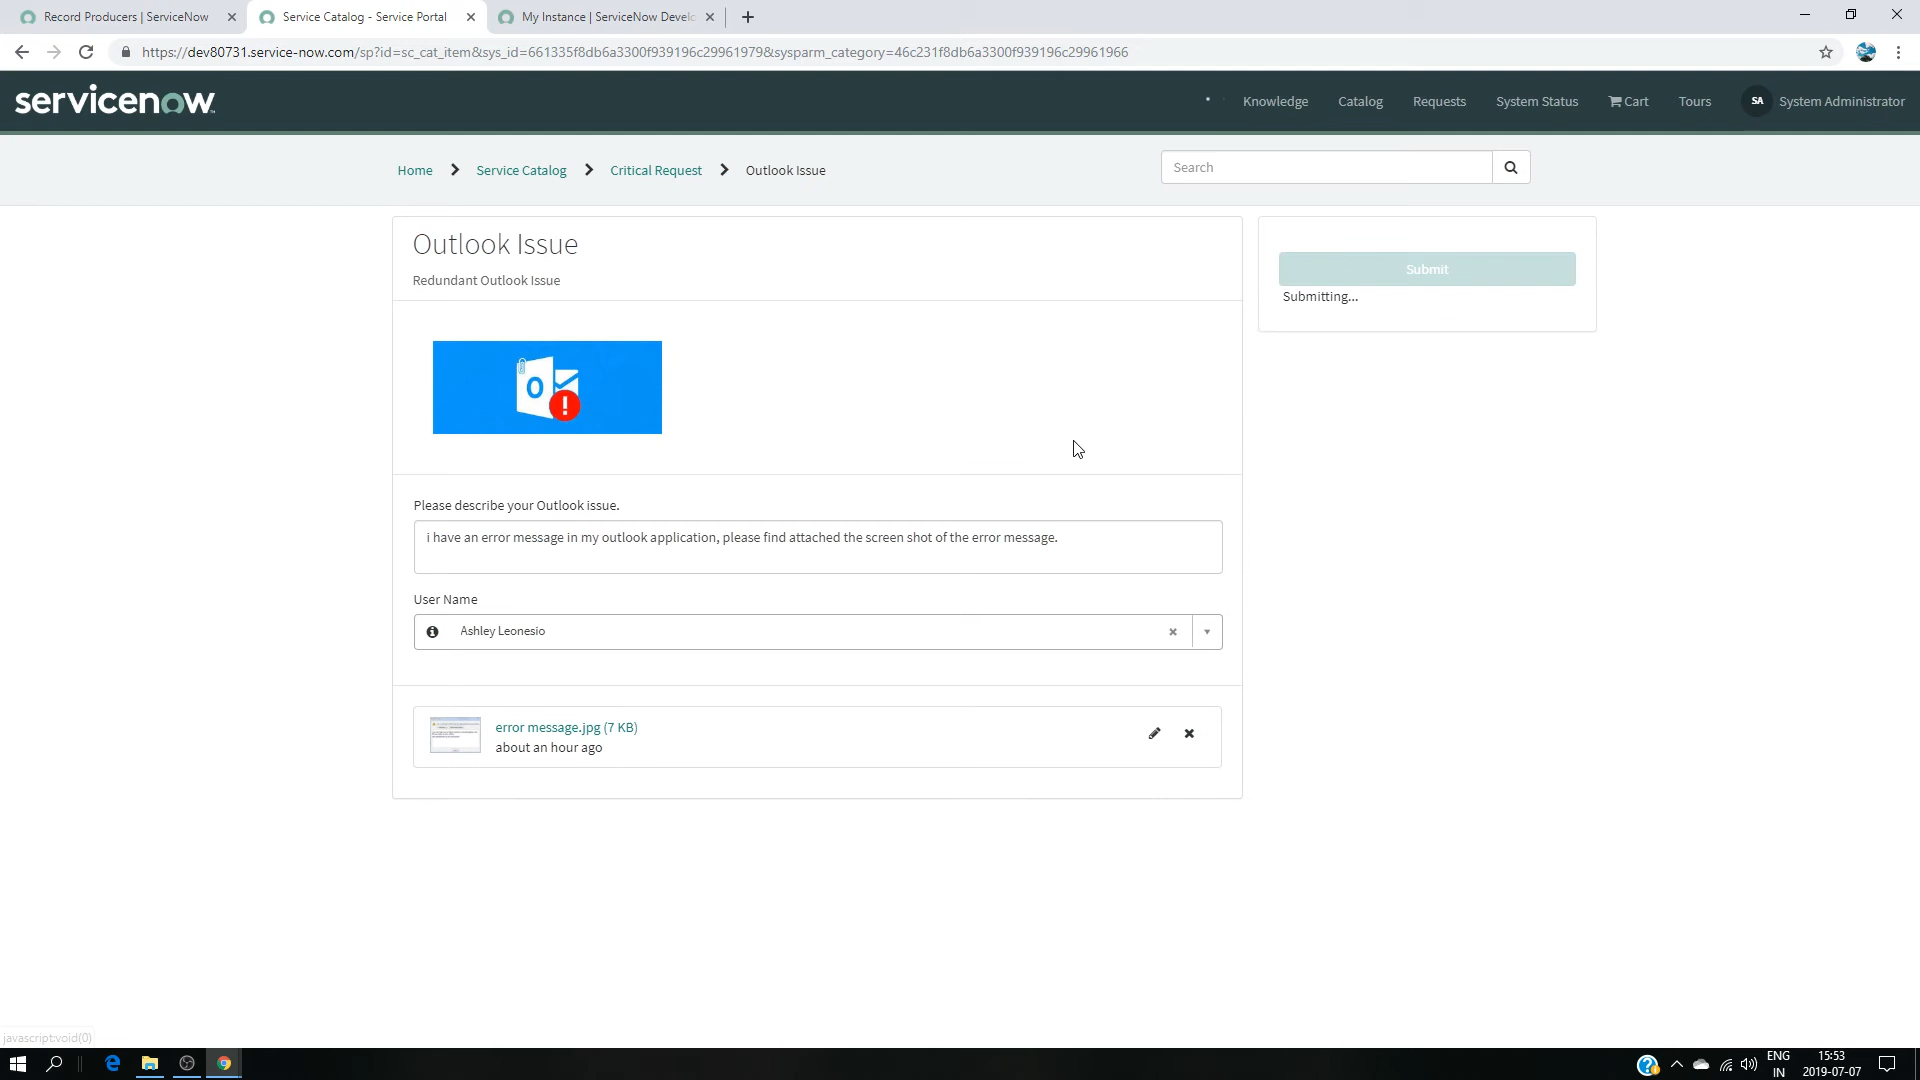 Record Producers | ServiceNow
Service Catalog - Service Portal
My Instance | ServiceNow Develo
https://dev80731.service-now.com/sp?id=sc_cat_item&sys_id=661335f8db6a3300f939196c29961979&sysparm_category=46c231f8db6a3300f939196c29961966
servicenow
Knowledge
Catalog
Requests
System Status
Cart
Tours
SA
System Administrator
Home
Service Catalog
Critical Request
Outlook Issue
Search
Outlook Issue
Redundant Outlook Issue
Submit
Submitting...
Please describe your Outlook issue.
i have an error message in my outlook application, please find attached the screen shot of the error message.
User Name
Ashley Leonesio
error message.jpg (7 KB)
about an hour ago
javascript:void(0)
ENG
IN
15:53
2019-07-07